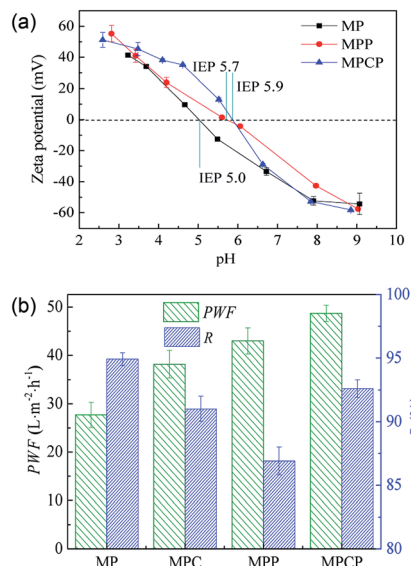 (a)
60
40
20
0
-20
-40
-60
Zeta potential (mV)
MP
MPP
MPCP
IEP 5.7
IEP 5.9
IEP 5.0
2 3 4 5 6 7 8 9 10
pH
(b)
50
40
30
20
10
0
PWF (L·m⁻²·h⁻¹)
PWF
R
100
95
90
85
80
MP MPC MPP MPCP